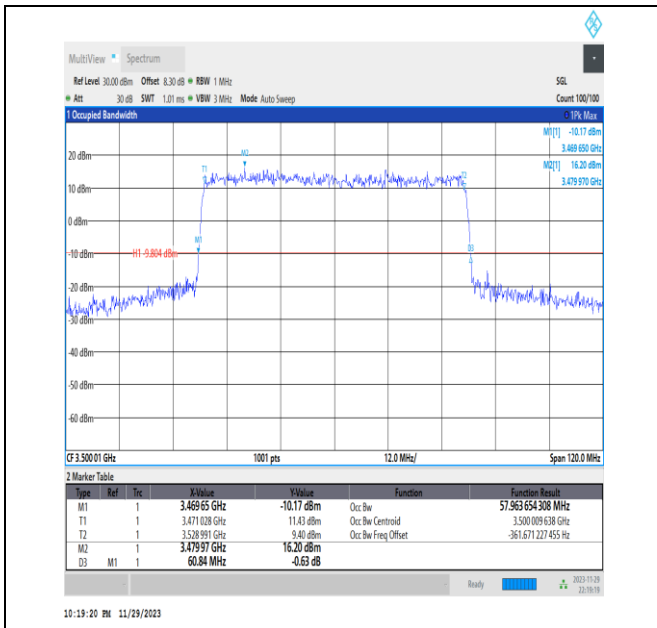 MultiView Spectrum
Ref Level 30.00 dBm Offset 8.30 dB RBW 1 MHz SGL
Att 30 dB SWT 1.01 ms VBW 3 MHz Mode Auto Sweep Count 100/100
1 Occupied Bandwidth 1Pk Max
M1[1] -10.17 dBm
3.469 650 GHz
M2[1] 16.20 dBm
3.479 970 GHz
20 dBm
M2
T1
T2
10 dBm
0 dBm
M1
D3
-10 dBm
H1 -9.804 dBm
-20 dBm
-30 dBm
-40 dBm
-50 dBm
-60 dBm
CF 3.500 01 GHz 1001 pts 12.0 MHz/ Span 120.0 MHz
2 Marker Table
Type Ref Trc X-Value Y-Value Function Function Result
M1 1 3.469 65 GHz -10.17 dBm Occ Bw 57.963 654 308 MHz
T1 1 3.471 028 GHz 11.43 dBm Occ Bw Centroid 3.500 009 638 GHz
T2 1 3.528 991 GHz 9.40 dBm Occ Bw Freq Offset -361.671 227 455 Hz
M2 1 3.479 97 GHz 16.20 dBm
D3 M1 1 60.84 MHz -0.63 dB
Ready 2023-11-29
22:19:19
10:19:20 PM 11/29/2023